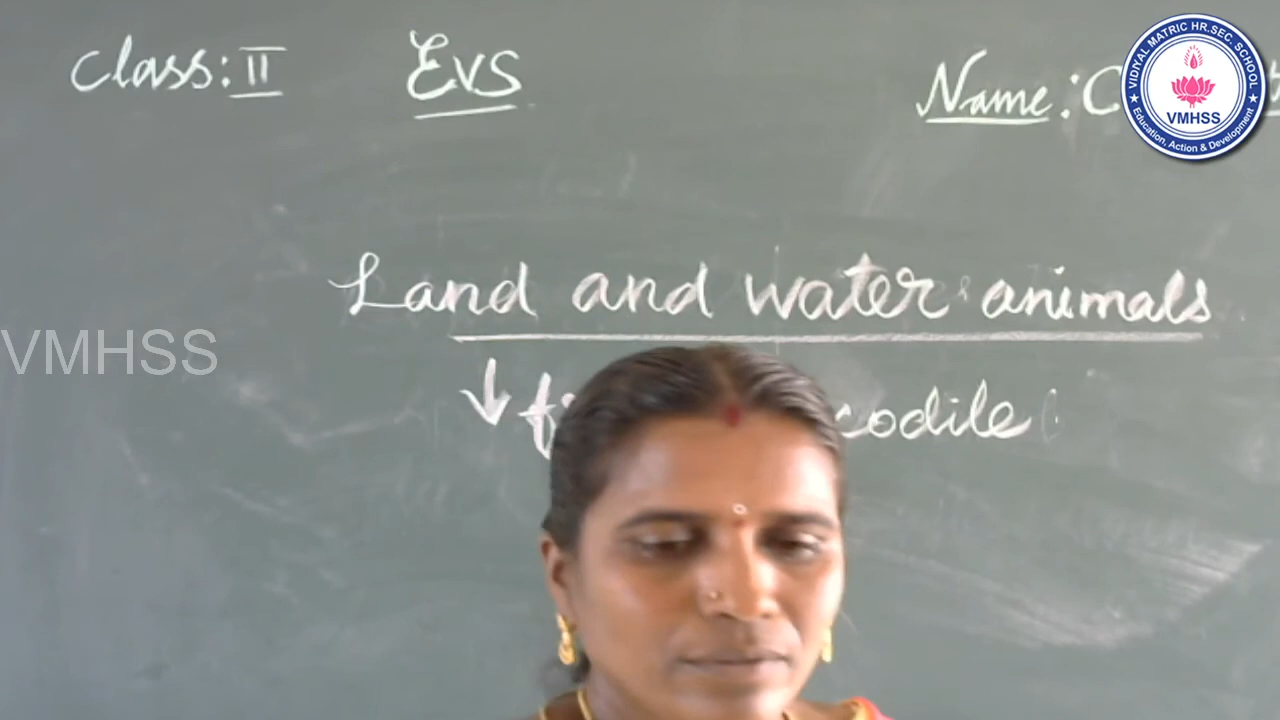 Class: II EVS Name: C
VIDIYAL MATRIC HR.SEC. SCHOOL
VMHSS
Education, Action & Development
Land and water animals
VMHSS
↓ fi codile